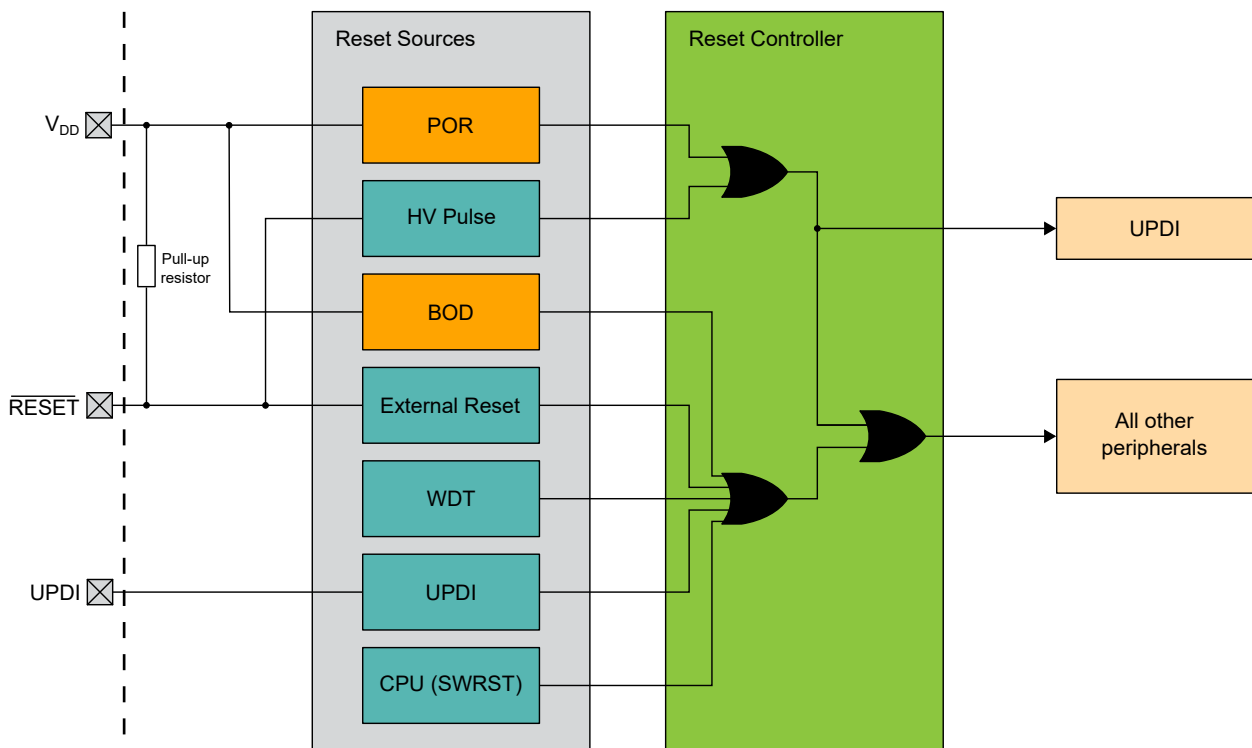 Reset Sources
Reset Controller
VDD
POR
HV Pulse
UPDI
Pull-up
resistor
BOD
RESET
External Reset
All other
peripherals
WDT
UPDI
UPDI
CPU (SWRST)